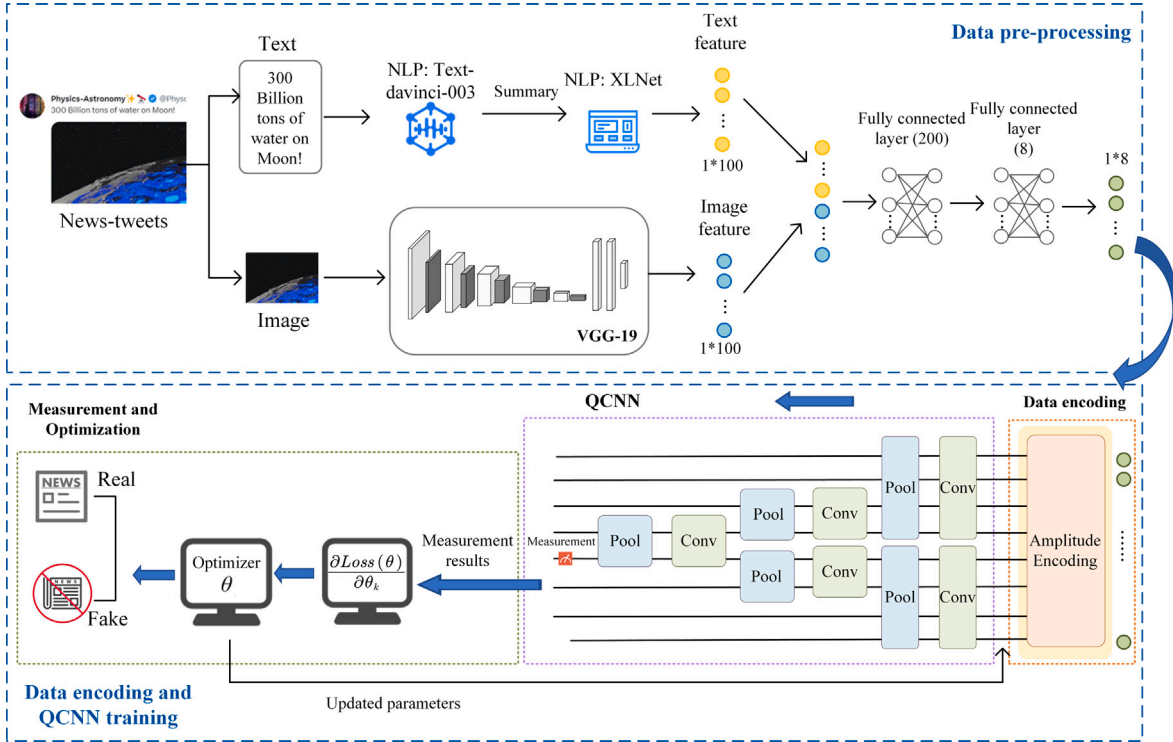 Data pre-processing
Text
300
Billion
tons of
water on
Moon!
NLP: Text-
davinci-003
Summary
NLP: XLNet
Text
feature
1*100
Physics-Astronomy
300 Billion tons of water on Moon!
News-tweets
Image
VGG-19
Image
feature
1*100
Fully connected
layer (200)
Fully connected
layer
(8)
1*8
Measurement and
Optimization
QCNN
Data encoding
NEWS
Real
NEWS
Fake
Optimizer
θ
∂Loss(θ)
∂θk
Measurement
results
Measurement
Pool
Conv
Pool
Conv
Pool
Conv
Pool
Conv
Pool
Conv
Amplitude
Encoding
Updated parameters
Data encoding and
QCNN training